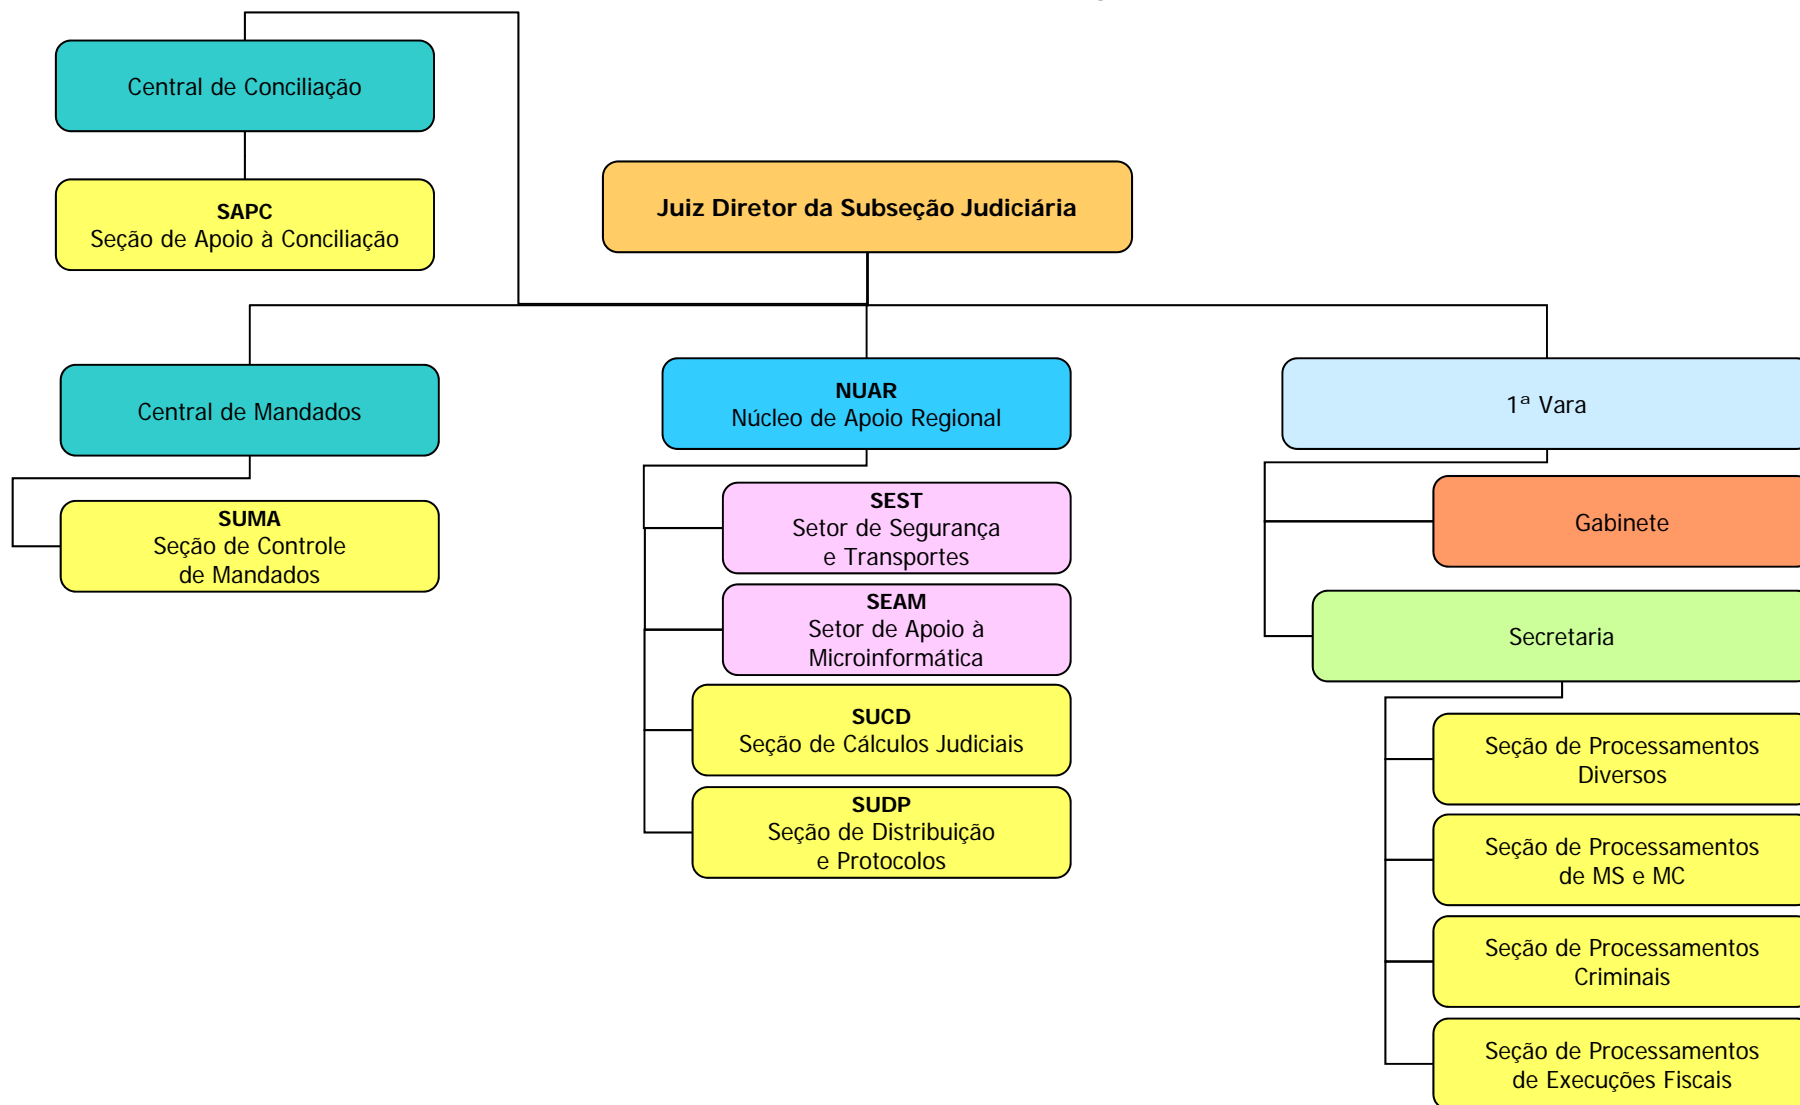 Central de Conciliação
SAPC
Seção de Apoio à Conciliação
Juiz Diretor da Subseção Judiciária
Central de Mandados
SUMA
Seção de Controle
de Mandados
NUAR
Núcleo de Apoio Regional
SEST
Setor de Segurança
e Transportes
SEAM
Setor de Apoio à
Microinformática
SUCD
Seção de Cálculos Judiciais
SUDP
Seção de Distribuição
e Protocolos
1ª Vara
Gabinete
Secretaria
Seção de Processamentos
Diversos
Seção de Processamentos
de MS e MC
Seção de Processamentos
Criminais
Seção de Processamentos
de Execuções Fiscais